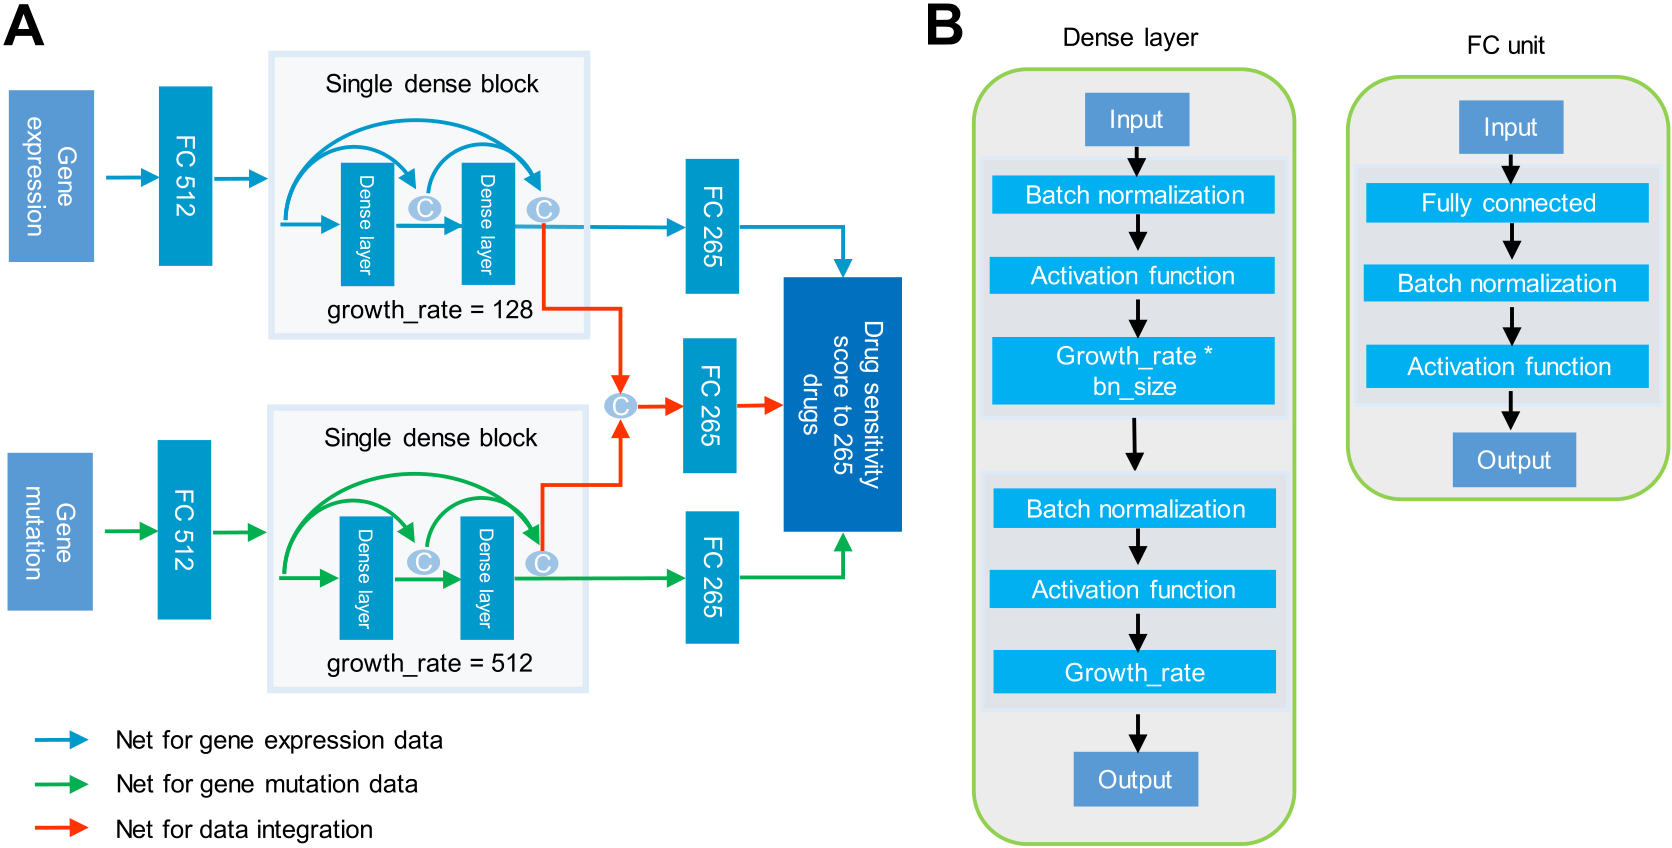 A
Gene
expression
FC 512
Single dense block
Dense layer
C
Dense layer
C
growth_rate = 128
FC 265
Gene
mutation
FC 512
Single dense block
Dense layer
C
Dense layer
C
growth_rate = 512
C
FC 265
FC 265
Drug sensitivity
score to 265
drugs
Net for gene expression data
Net for gene mutation data
Net for data integration
B
Dense layer
Input
Batch normalization
Activation function
Growth_rate *
bn_size
Batch normalization
Activation function
Growth_rate
Output
FC unit
Input
Fully connected
Batch normalization
Activation function
Output